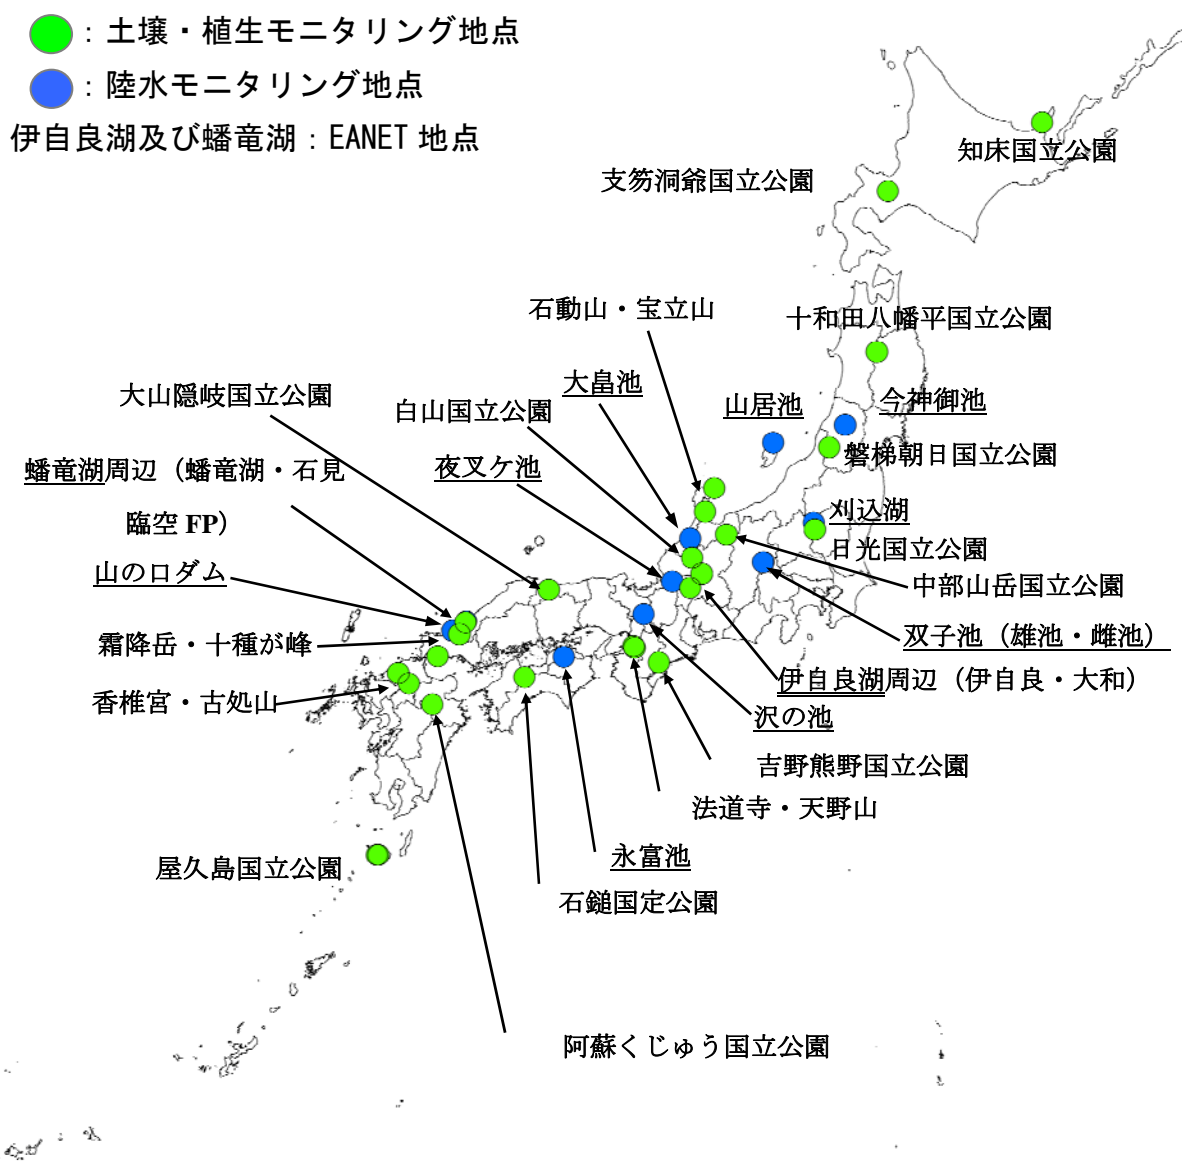 ：土壌・植生モニタリング地点
：陸水モニタリング地点
伊自良湖及び蟠竜湖：EANET 地点
知床国立公園
支笏洞爺国立公園
石動山・宝立山
十和田八幡平国立公園
大山隠岐国立公園
大畠池
白山国立公園
山居池
今神御池
蟠竜湖周辺（蟠竜湖・石見
臨空 FP）
夜叉ケ池
磐梯朝日国立公園
刈込湖
日光国立公園
山の口ダム
中部山岳国立公園
霜降岳・十種が峰
双子池（雄池・雌池）
香椎宮・古処山
伊自良湖周辺（伊自良・大和）
沢の池
吉野熊野国立公園
法道寺・天野山
屋久島国立公園
永富池
石鎚国定公園
阿蘇くじゅう国立公園